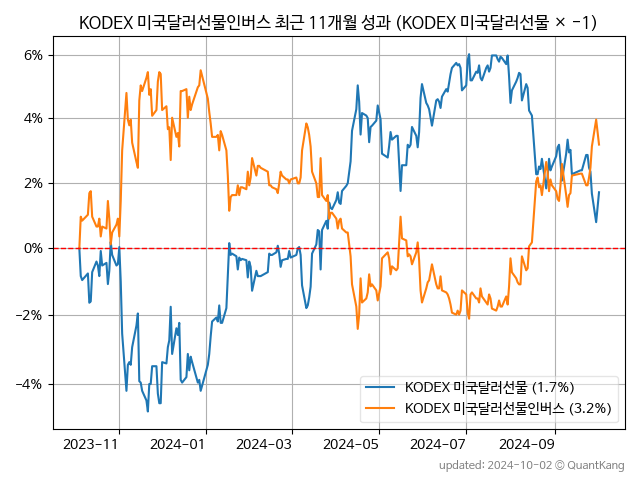 KODEX 미국달러선물인버스 최근 11개월 성과 (KODEX 미국달러선물 × -1)
6%
4%
2%
0%
-2%
-4%
KODEX 미국달러선물 (1.7%)
KODEX 미국달러선물인버스 (3.2%)
2023-11 2024-01 2024-03 2024-05 2024-07 2024-09
updated: 2024-10-02 © QuantKang